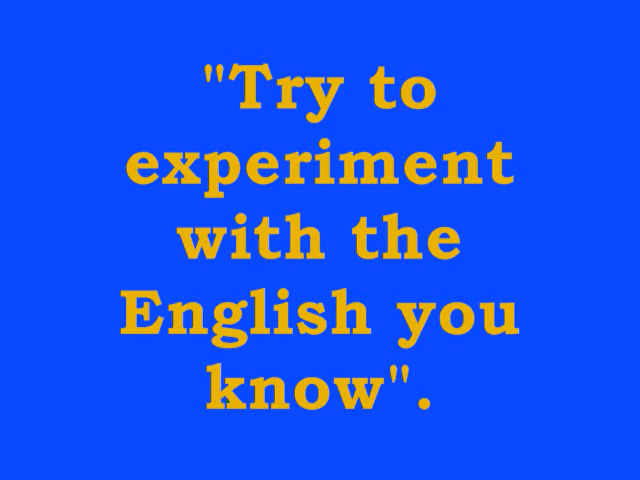 "Try to
experiment
with the
English you
know".